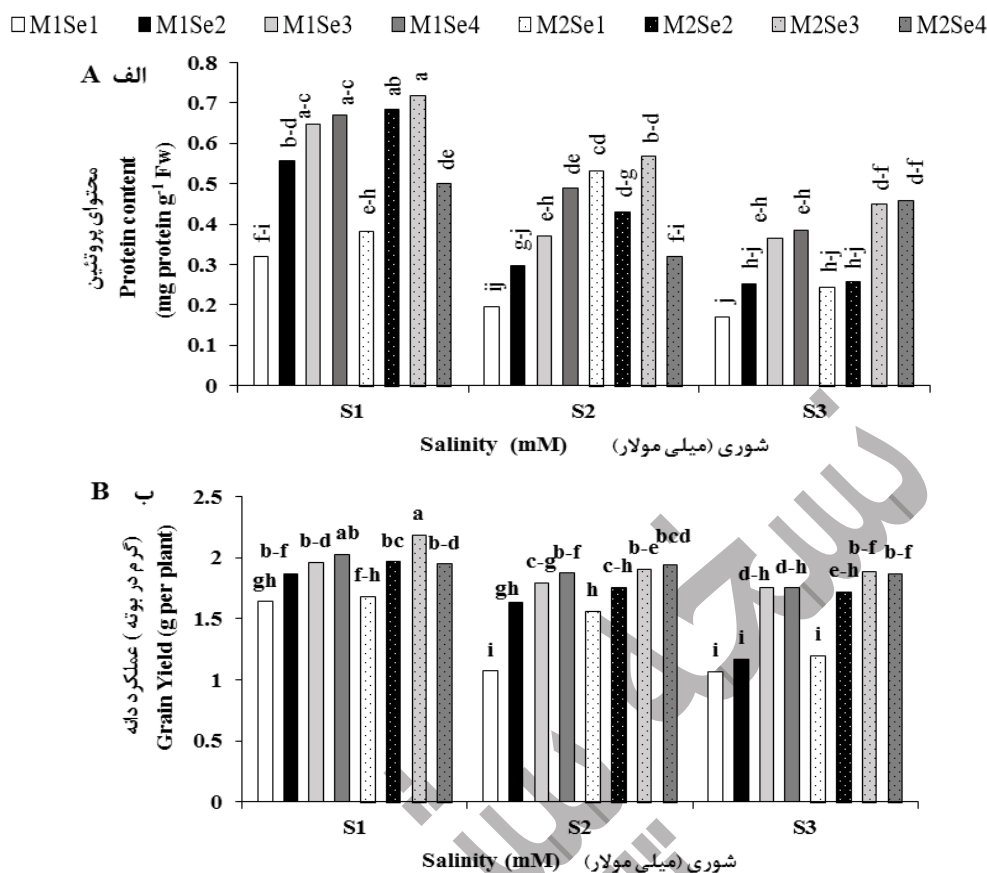 M1Se1 M1Se2 M1Se3 M1Se4 M2Se1 M2Se2 M2Se3 M2Se4
A الف
محتوای پروتئین
Protein content
(mg protein g⁻¹ Fw)
0.8
0.7
0.6
0.5
0.4
0.3
0.2
0.1
0
f-i b-d a-c a-c e-h ab a de
ij g-j e-h de cd d-g b-d f-i
j h-j e-h e-h h-j h-j d-f d-f
S1 S2 S3
Salinity (mM) شوری (میلی مولار)
B ب
عملکرد دانه (گرم در بوته)
Grain Yield (g per plant)
2.5
2
1.5
1
0.5
0
gh b-f b-d ab f-h bc a b-d
i gh c-g b-f h c-h b-e bcd
i i d-h d-h i e-h b-f b-f
S1 S2 S3
Salinity (mM) شوری (میلی مولار)